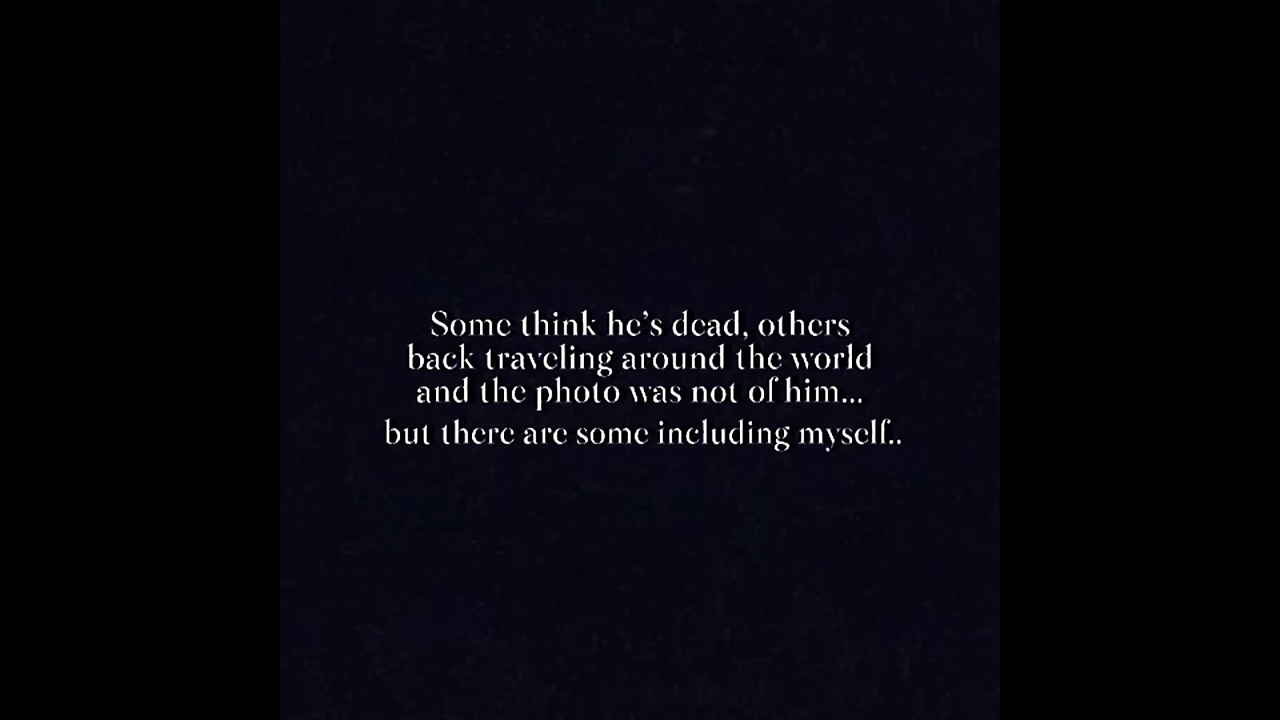 Some think he's dead, others
back traveling around the world
and the photo was not of him...
but there are some including myself..